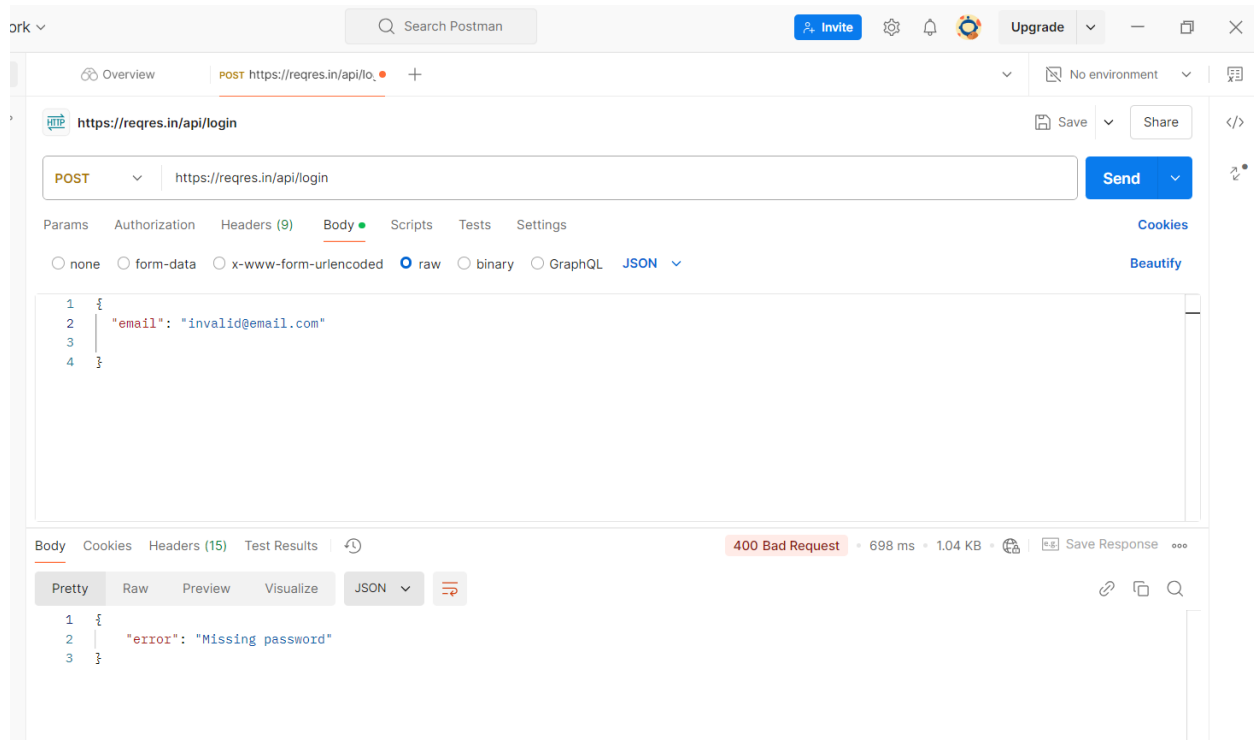 ork
Search Postman
Invite
Upgrade
Overview
POST https://reqres.in/api/lo
No environment
HTTP https://reqres.in/api/login
Save
Share
POST
https://reqres.in/api/login
Send
Params Authorization Headers (9) Body Scripts Tests Settings
Cookies
none form-data x-www-form-urlencoded raw binary GraphQL JSON
Beautify
1 {
2 "email": "invalid@email.com"
3
4 }
Body Cookies Headers (15) Test Results
400 Bad Request 698 ms 1.04 KB
e.g. Save Response
Pretty Raw Preview Visualize JSON
1 {
2 "error": "Missing password"
3 }